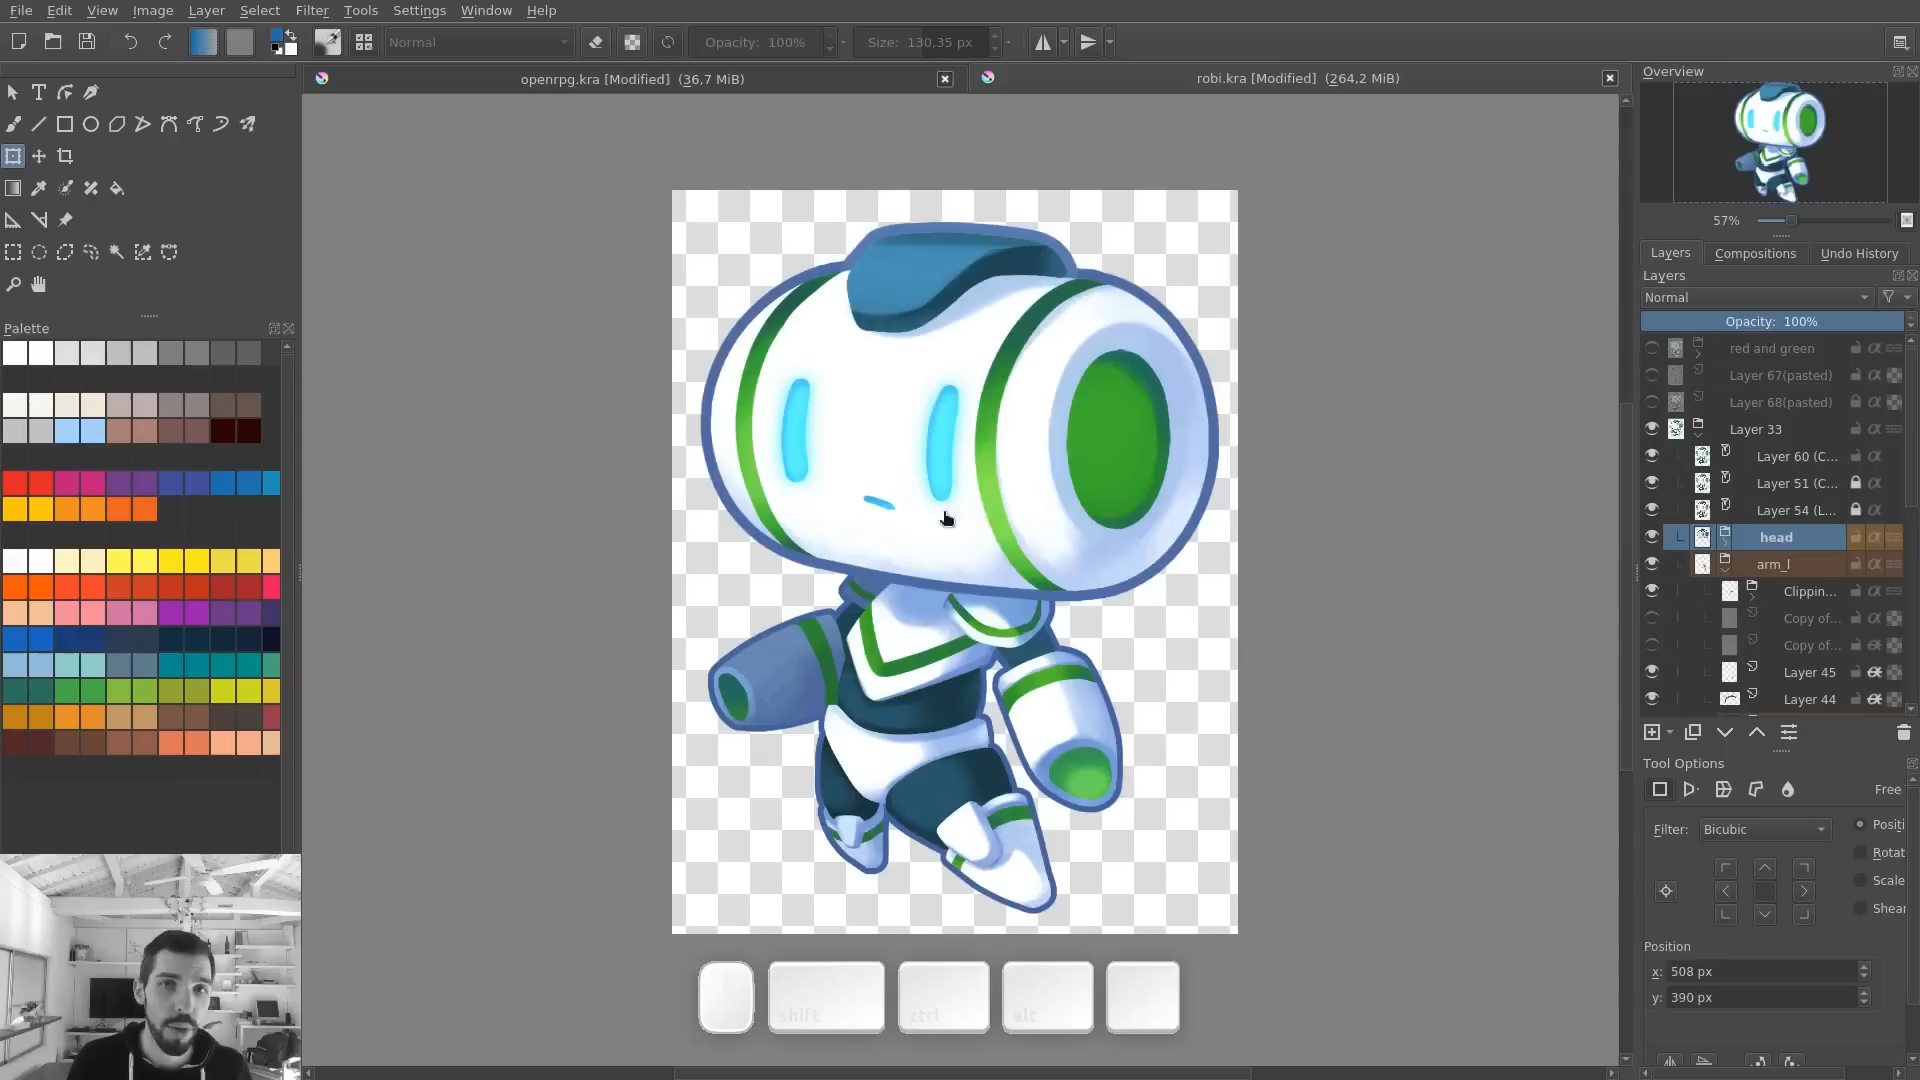 File Edit View Image Layer Select Filter Tools Settings Window Help
Normal Opacity: 100% Size: 130,35 px
openrpg.kra [Modified] (36,7 MiB)
robi.kra [Modified] (264,2 MiB)
Overview
57%
Layers Compositions Undo History
Layers
Normal
Opacity: 100%
red and green
Layer 67(pasted)
Layer 68(pasted)
Layer 33
Layer 60 (C...
Layer 51 (C...
Layer 54 (L...
head
arm_l
Clippin...
Copy of...
Copy of...
Layer 45
Layer 44
Tool Options
Free
Filter: Bicubic
Positi
Rotat
Scale
Shear
Position
x: 508 px
y: 390 px
Palette
shift ctrl alt